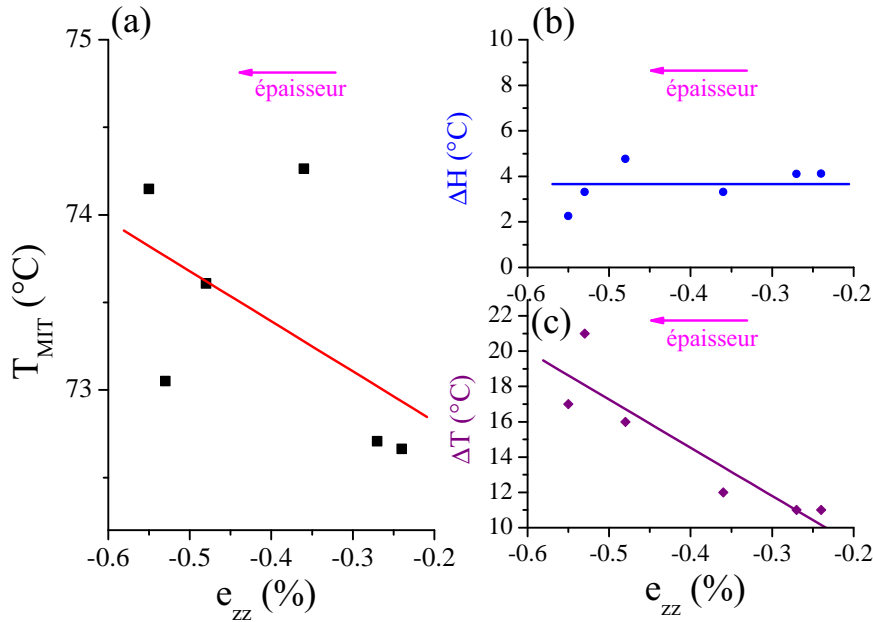 (a)
75
74
73
T_MIT (°C)
épaisseur
-0.6 -0.5 -0.4 -0.3 -0.2
e_zz (%)
(b)
10
8
6
4
2
0
ΔH (°C)
épaisseur
-0.6 -0.5 -0.4 -0.3 -0.2
(c)
22
20
18
16
14
12
10
ΔT (°C)
épaisseur
-0.6 -0.5 -0.4 -0.3 -0.2
e_zz (%)